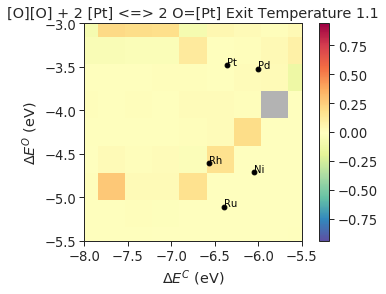 [O][O] + 2 [Pt] <=> 2 O=[Pt] Exit Temperature 1.1
−3.0
−3.5
−4.0
−4.5
−5.0
−5.5
ΔE^O (eV)
Pt
Pd
Rh
Ni
Ru
−8.0 −7.5 −7.0 −6.5 −6.0 −5.5
ΔE^C (eV)
0.75
0.50
0.25
0.00
−0.25
−0.50
−0.75